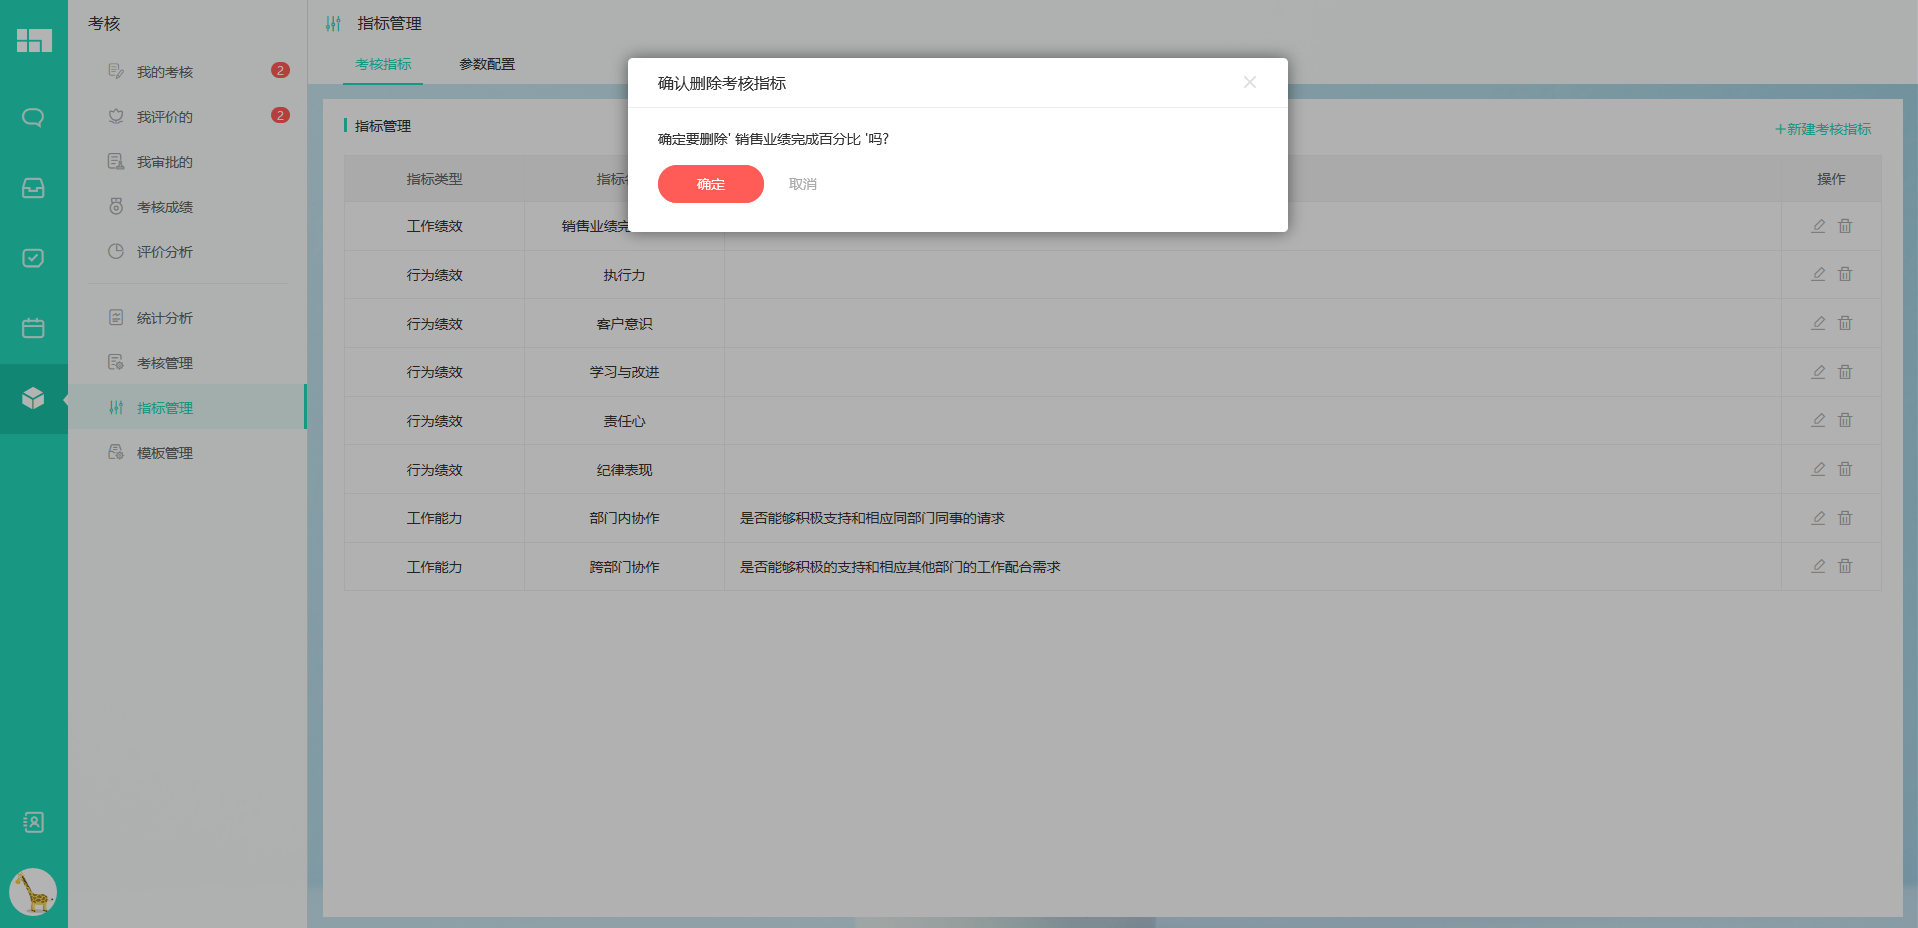 考核
我的考核 2
我评价的 2
我审批的
考核成绩
评价分析
统计分析
考核管理
指标管理
模板管理
指标管理
考核指标 参数配置
确认删除考核指标
确定要删除' 销售业绩完成百分比 '吗?
确定 取消
指标管理
+新建考核指标
指标类型 指标 操作
工作绩效 销售业绩完
行为绩效 执行力
行为绩效 客户意识
行为绩效 学习与改进
行为绩效 责任心
行为绩效 纪律表现
工作能力 部门内协作 是否能够积极支持和相应同部门同事的请求
工作能力 跨部门协作 是否能够积极的支持和相应其他部门的工作配合需求